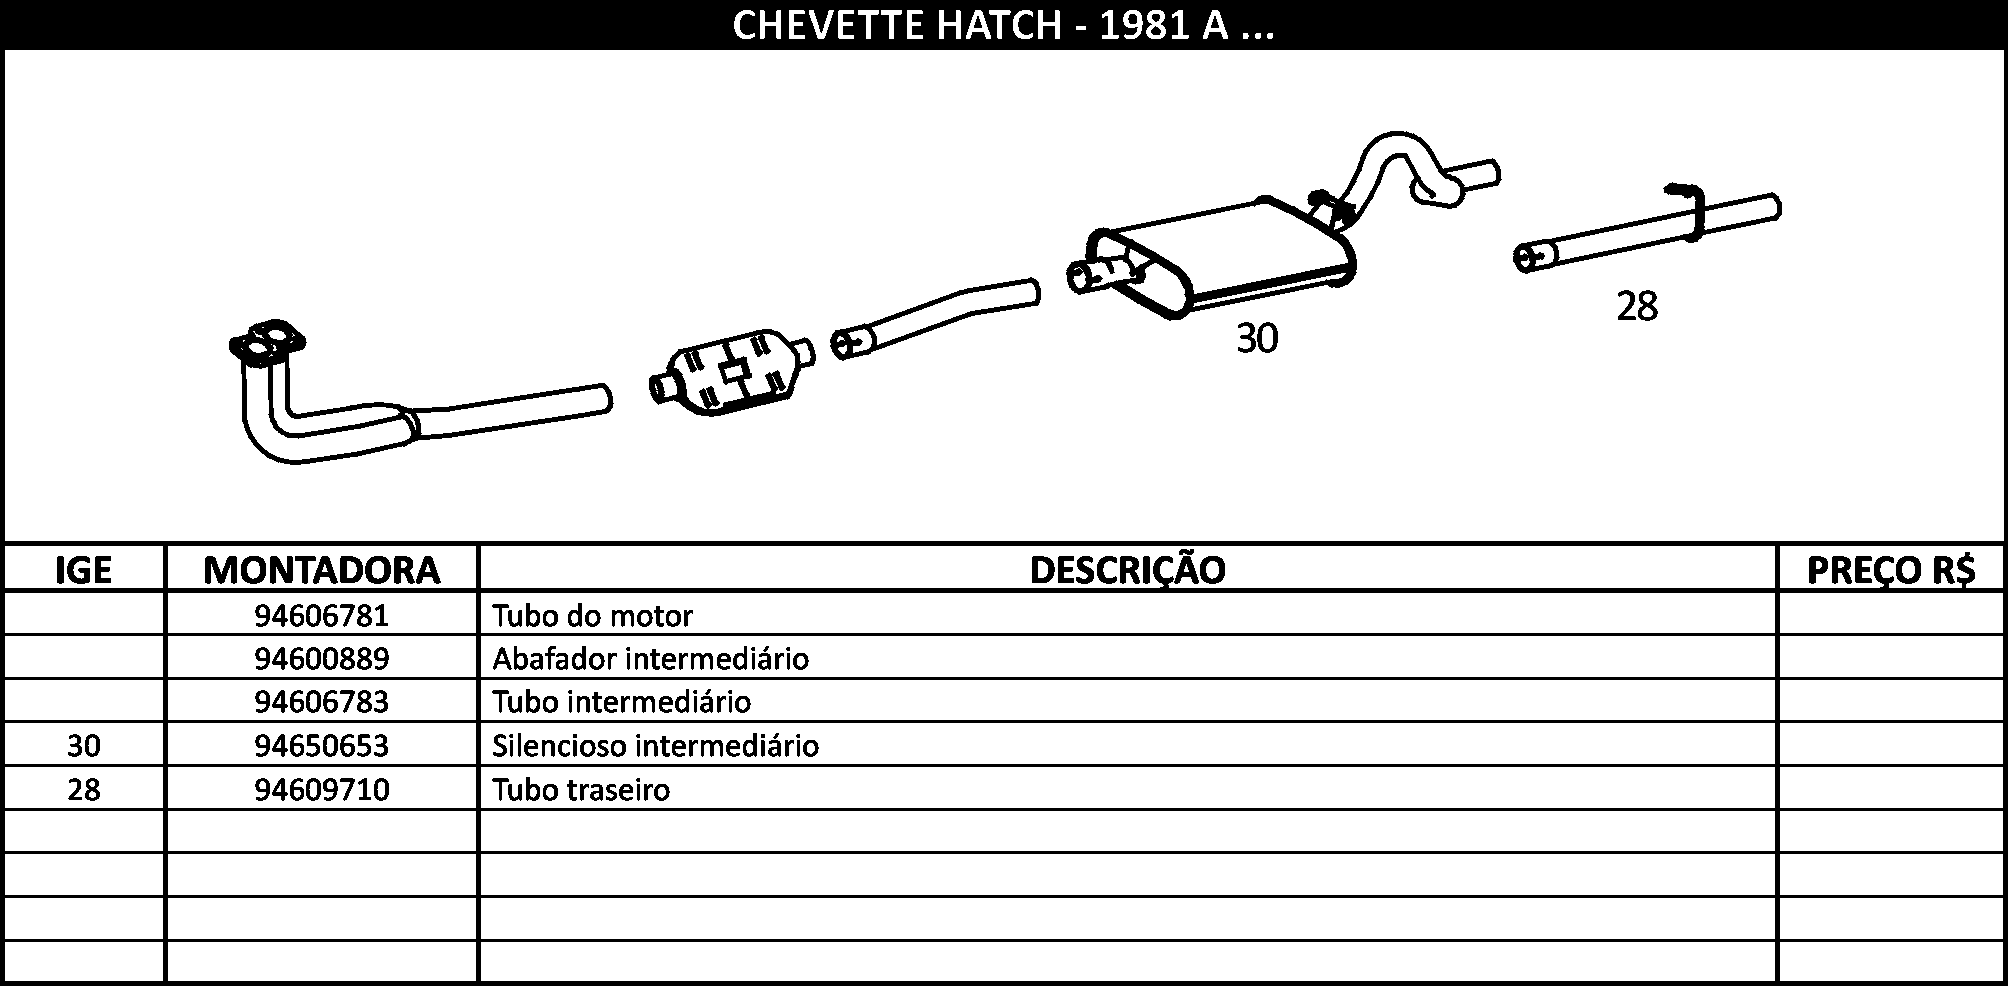 CHEVETTE HATCH - 1981 A ...
28
30
IGE MONTADORA DESCRIÇÃO PREÇO R$
94606781 Tubo do motor
94600889 Abafador intermediário
94606783 Tubo intermediário
30 94650653 Silencioso intermediário
28 94609710 Tubo traseiro